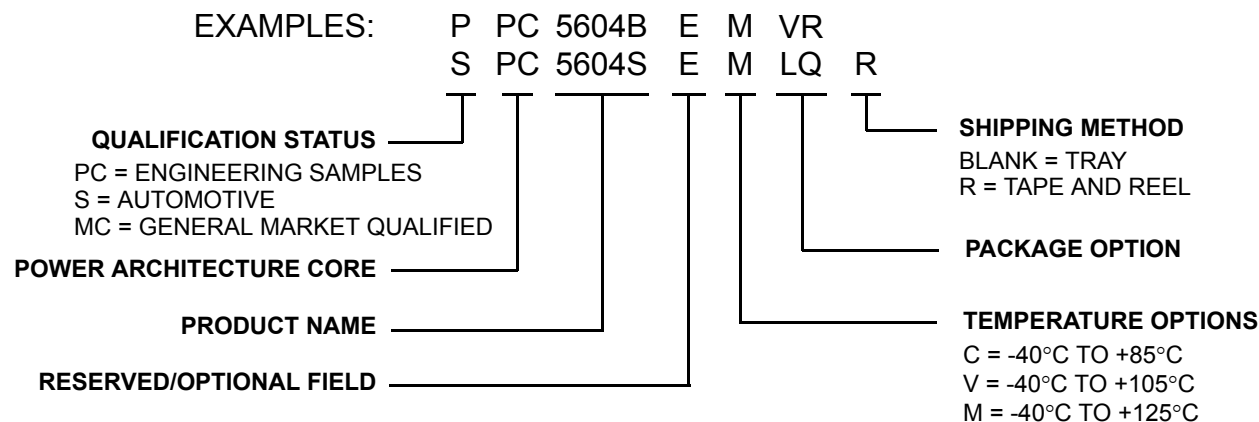 EXAMPLES: P PC 5604B E M VR
S PC 5604S E M LQ R
QUALIFICATION STATUS
PC = ENGINEERING SAMPLES
S = AUTOMOTIVE
MC = GENERAL MARKET QUALIFIED
POWER ARCHITECTURE CORE
PRODUCT NAME
RESERVED/OPTIONAL FIELD
SHIPPING METHOD
BLANK = TRAY
R = TAPE AND REEL
PACKAGE OPTION
TEMPERATURE OPTIONS
C = -40°C TO +85°C
V = -40°C TO +105°C
M = -40°C TO +125°C